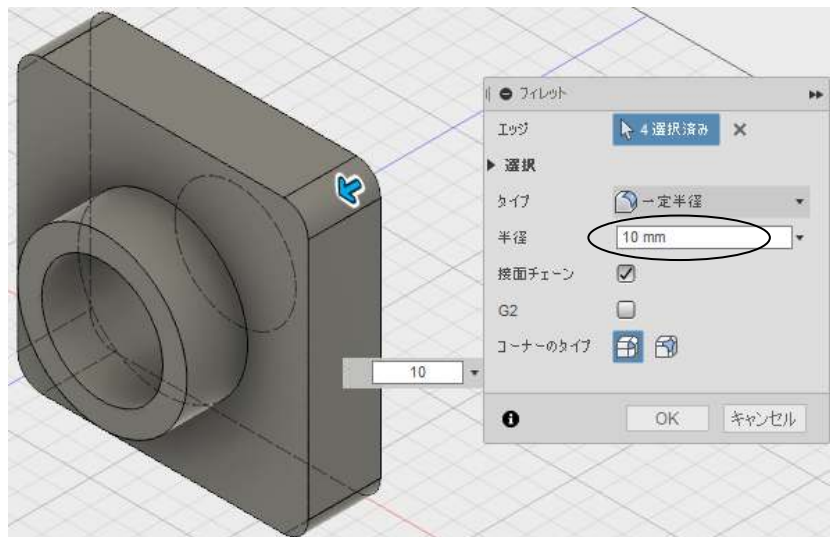 フィレット
エッジ 4 選択済み
選択
タイプ 一定半径
半径 10 mm
接面チェーン
G2
コーナーのタイプ
10
OK キャンセル